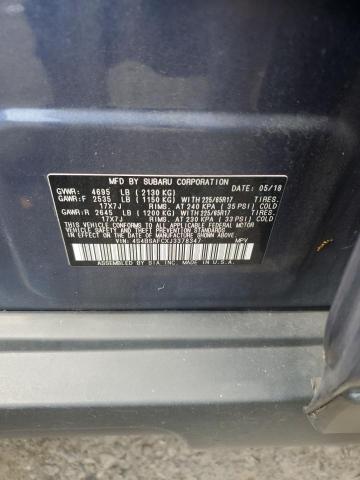 MFD. BY SUBARU CORPORATION DATE: 05/18
GVWR: 4695 LB ( 2130 KG)
GAWR:F 2535 LB ( 1150 KG) WITH 225/65R17 TIRES.
17X7J RIMS. AT 240 KPA ( 35 PSI) COLD
GAWR:R 2645 LB ( 1200 KG) WITH 225/65R17 TIRES.
17X7J RIMS. AT 230 KPA ( 33 PSI) COLD
THIS VEHICLE CONFORMS TO ALL APPLICABLE FEDERAL MOTOR
VEHICLE SAFETY AND THEFT PREVENTION STANDARDS
IN EFFECT ON THE DATE OF MANUFACTURE SHOWN ABOVE.
VIN: 4S4BSAFCXJ3378347 MPV
ASSEMBLED BY S I A, INC. MADE IN U.S.A.